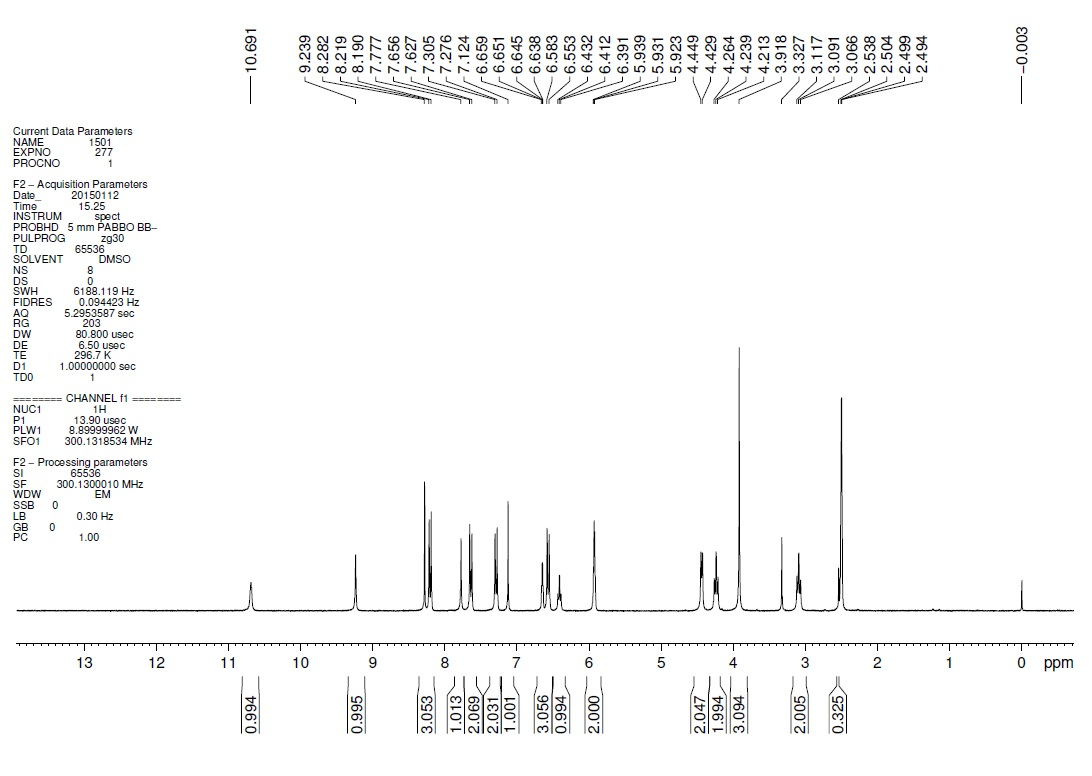 10.691
9.239
8.282
8.219
8.190
7.777
7.656
7.627
7.305
7.276
7.124
6.659
6.651
6.645
6.638
6.583
6.553
6.432
6.412
6.391
5.939
5.931
5.923
4.449
4.429
4.264
4.239
4.213
3.918
3.327
3.117
3.091
3.066
2.538
2.504
2.499
2.494
-0.003
Current Data Parameters
NAME 1501
EXPNO 277
PROCNO 1
F2 – Acquisition Parameters
Date_ 20150112
Time 15.25
INSTRUM spect
PROBHD 5 mm PABBO BB–
PULPROG zg30
TD 65536
SOLVENT DMSO
NS 8
DS 0
SWH 6188.119 Hz
FIDRES 0.094423 Hz
AQ 5.2953587 sec
RG 203
DW 80.800 usec
DE 6.50 usec
TE 296.7 K
D1 1.00000000 sec
TD0 1
======== CHANNEL f1 ========
NUC1 1H
P1 13.90 usec
PLW1 8.89999962 W
SFO1 300.1318534 MHz
F2 – Processing parameters
SI 65536
SF 300.1300010 MHz
WDW EM
SSB 0
LB 0.30 Hz
GB 0
PC 1.00
13 12 11 10 9 8 7 6 5 4 3 2 1 0 ppm
0.994
0.995
3.053
1.013
2.069
2.031
1.001
3.056
0.994
2.000
2.047
1.994
3.094
2.005
0.325